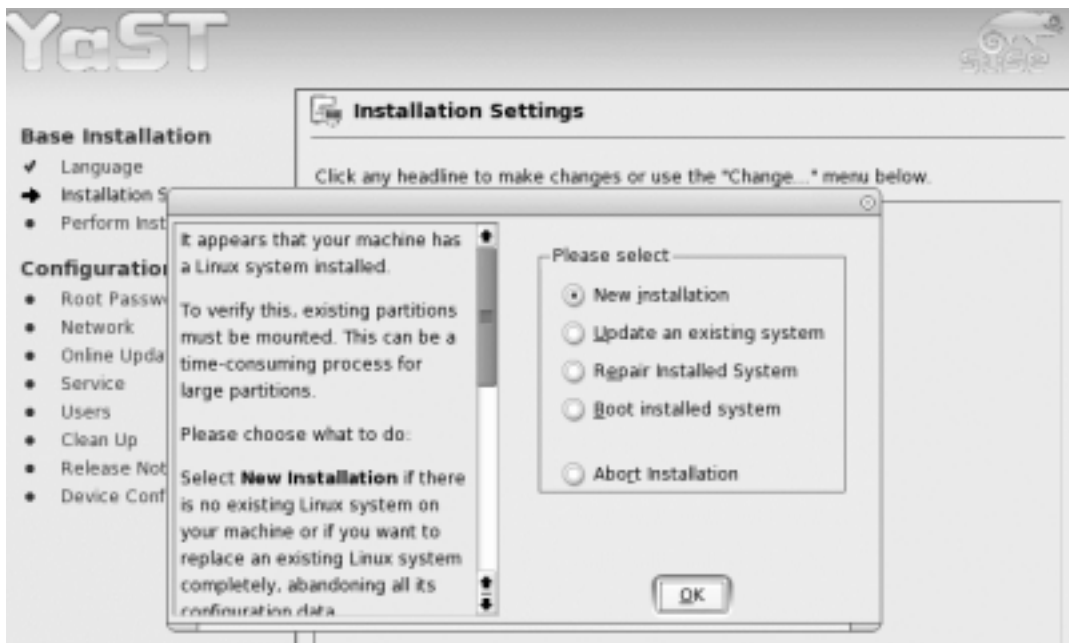 YaST
SUSE
Base Installation
Language
Installation S
Perform Inst
Configuration
Root Passw
Network
Online Upda
Service
Users
Clean Up
Release Not
Device Conf
Installation Settings
Click any headline to make changes or use the "Change..." menu below.
It appears that your machine has
a Linux system installed.
To verify this, existing partitions
must be mounted. This can be a
time-consuming process for
large partitions.
Please choose what to do:
Select New Installation if there
is no existing Linux system on
your machine or if you want to
replace an existing Linux system
completely, abandoning all its
configuration data.
Please select
New installation
Update an existing system
Repair Installed System
Boot installed system
Abort Installation
OK